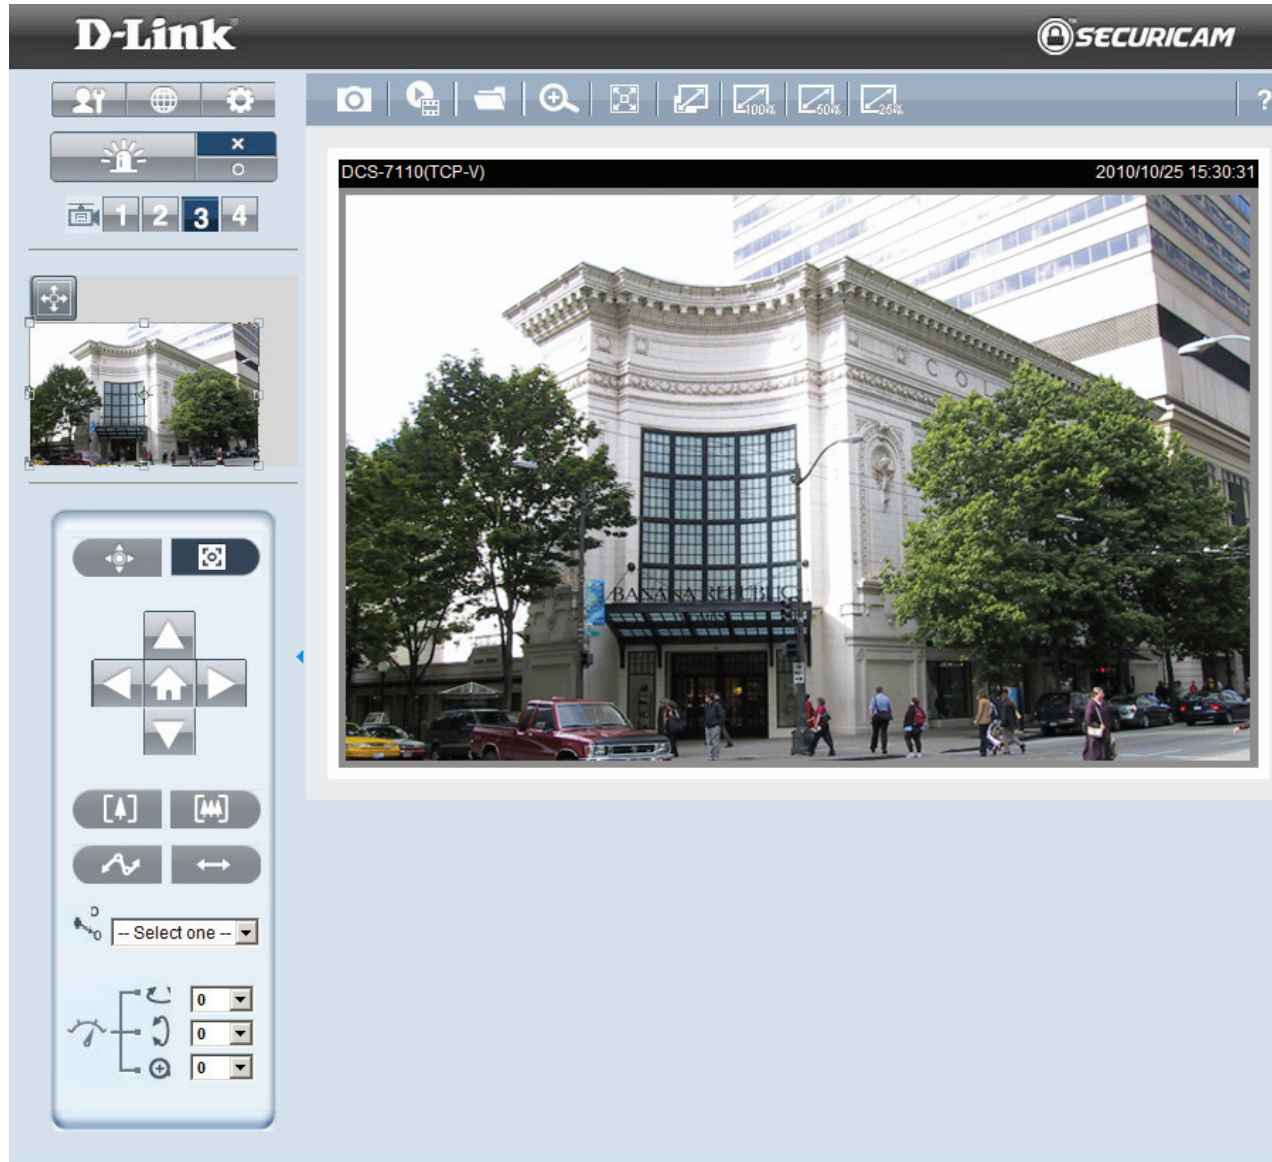 D-Link
SECURICAM
100%
50%
25%
?
1 2 3 4
DCS-7110(TCP-V) 2010/10/25 15:30:31
COL
BANANA REPUBLIC
-- Select one --
0
0
0